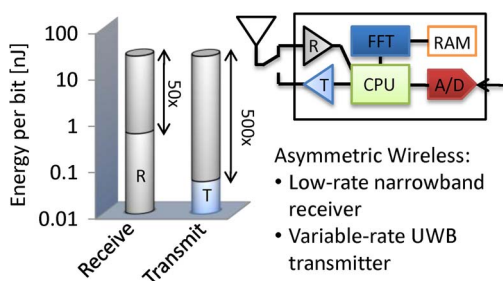 Energy per bit [nJ]
100
10
1
0.1
0.01
50x
500x
R
T
Receive
Transmit
R
T
FFT
RAM
CPU
A/D
Asymmetric Wireless:
• Low-rate narrowband
receiver
• Variable-rate UWB
transmitter